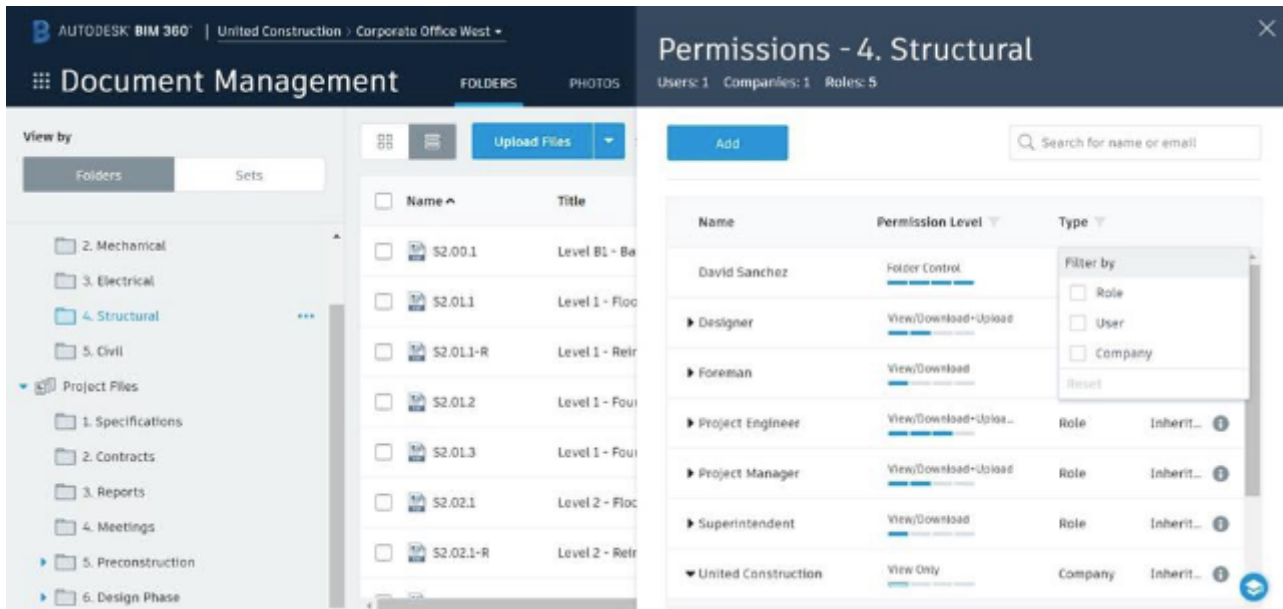 AUTODESK® BIM 360™ | United Construction > Corporate Office West
Document Management
FOLDERS
PHOTOS
View by
Folders
Sets
2. Mechanical
3. Electrical
4. Structural
5. Civil
Project Files
1. Specifications
2. Contracts
3. Reports
4. Meetings
5. Preconstruction
6. Design Phase
Upload Files
Name
Title
S2.00.1
Level B1 - Ba
S2.01.1
Level 1 - Floo
S2.01.1-R
Level 1 - Rein
S2.01.2
Level 1 - Foun
S2.01.3
Level 1 - Foun
S2.02.1
Level 2 - Floo
S2.02.1-R
Level 2 - Rein
Permissions - 4. Structural
Users: 1 Companies: 1 Roles: 5
Add
Search for name or email
Name
Permission Level
Type
David Sanchez
Folder Control
Designer
View/Download+Upload
Foreman
View/Download
Filter by
Role
User
Company
Reset
Project Engineer
View/Download+Uploa...
Role
Inherit...
Project Manager
View/Download+Upload
Role
Inherit...
Superintendent
View/Download
Role
Inherit...
United Construction
View Only
Company
Inherit...